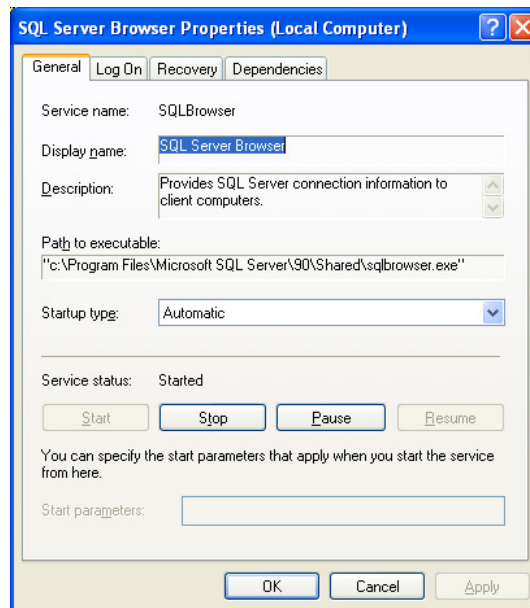 SQL Server Browser Properties (Local Computer)
General Log On Recovery Dependencies
Service name: SQLBrowser
Display name: SQL Server Browser
Description: Provides SQL Server connection information to
client computers.
Path to executable:
"c:\Program Files\Microsoft SQL Server\90\Shared\sqlbrowser.exe"
Startup type: Automatic
Service status: Started
Start Stop Pause Resume
You can specify the start parameters that apply when you start the service
from here.
Start parameters:
OK Cancel Apply